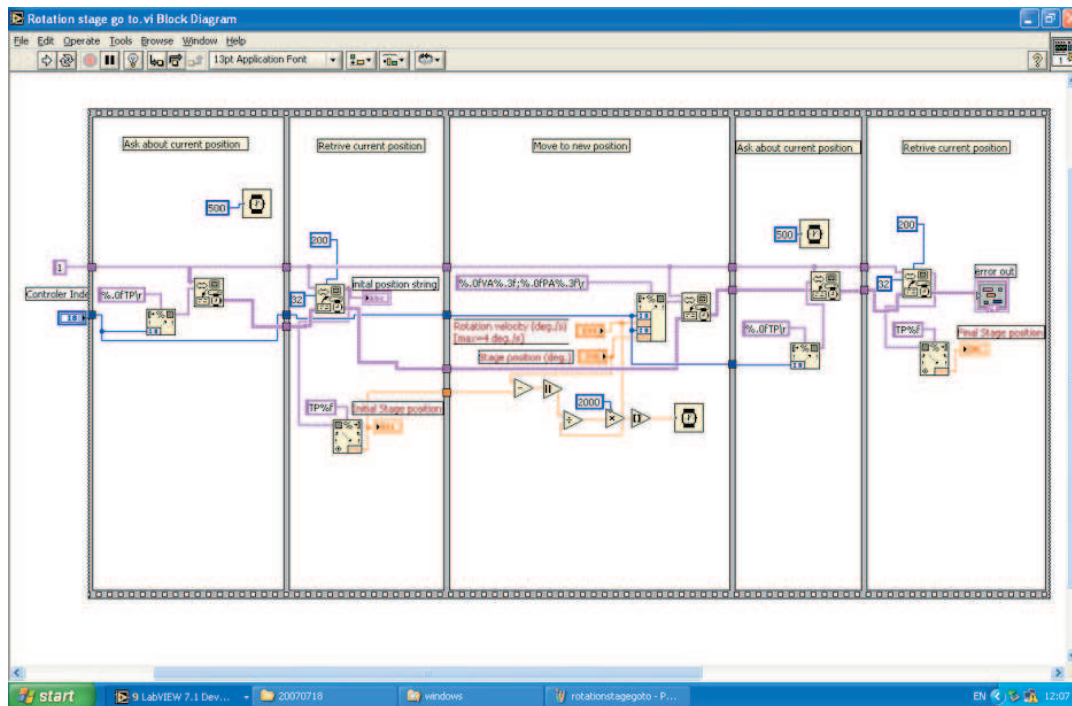 Rotation stage go to.vi Block Diagram
File Edit Operate Tools Browse Window Help
13pt Application Font
1
Ask about current position
Retrive current position
Move to new position
Ask about current position
Retrive current position
500
200
500
200
1
%.0fTP\r
32
inital position string
abc
%.0fVA%.3f;%.0fPA%.3f\r
32
error out
Controler Inde
Rotation velocity (deg./s)
[max=4 deg./s)
%.0fTP\r
TP%f
Final Stage position
Stage position (deg.)
2000
TP%f
Initial Stage position
start
9 LabVIEW 7.1 Dev...
20070718
windows
rotationstagegoto - P...
EN
12:07